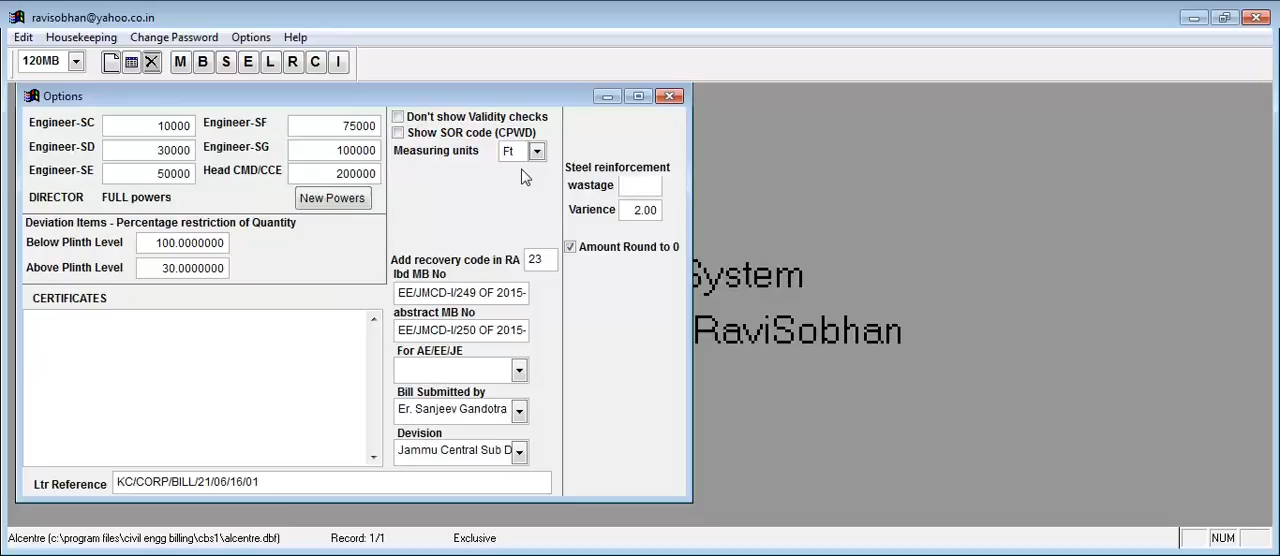 ravisobhan@yahoo.co.in
Edit Housekeeping Change Password Options Help
120MB M B S E L R C I
Options
Engineer-SC 10000 Engineer-SF 75000
Engineer-SD 30000 Engineer-SG 100000
Engineer-SE 50000 Head CMD/CCE 200000
DIRECTOR FULL powers New Powers
Deviation Items - Percentage restriction of Quantity
Below Plinth Level 100.0000000
Above Plinth Level 30.0000000
CERTIFICATES
Don't show Validity checks
Show SOR code (CPWD)
Measuring units Ft
Add recovery code in RA 23
lbd MB No
EE/JMCD-I/249 OF 2015-
abstract MB No
EE/JMCD-I/250 OF 2015-
For AE/EE/JE
Bill Submitted by
Er. Sanjeev Gandotra
Devision
Jammu Central Sub D
Ltr Reference KC/CORP/BILL/21/06/16/01
Steel reinforcement
wastage
Varience 2.00
Amount Round to 0
System
RaviSobhan
Alcentre (c:\program files\civil engg billing\cbs1\alcentre.dbf) Record: 1/1 Exclusive NUM